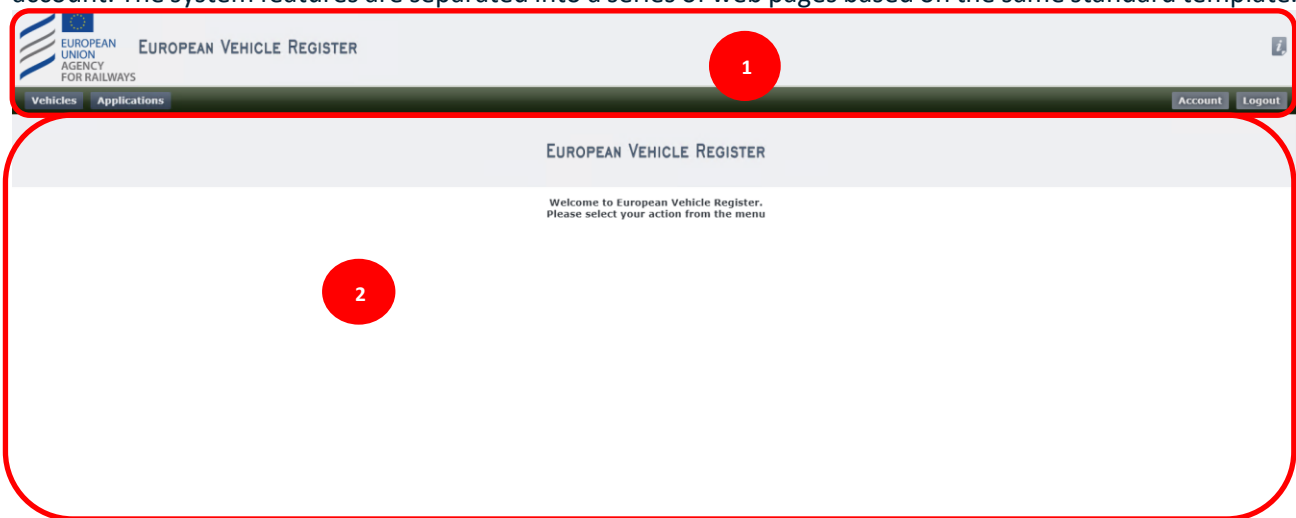 account. The system features are separated into a series of web pages based on the same standard template.
EUROPEAN
UNION
AGENCY
FOR RAILWAYS
EUROPEAN VEHICLE REGISTER
i
1
Vehicles Applications Account Logout
EUROPEAN VEHICLE REGISTER
Welcome to European Vehicle Register.
Please select your action from the menu
2